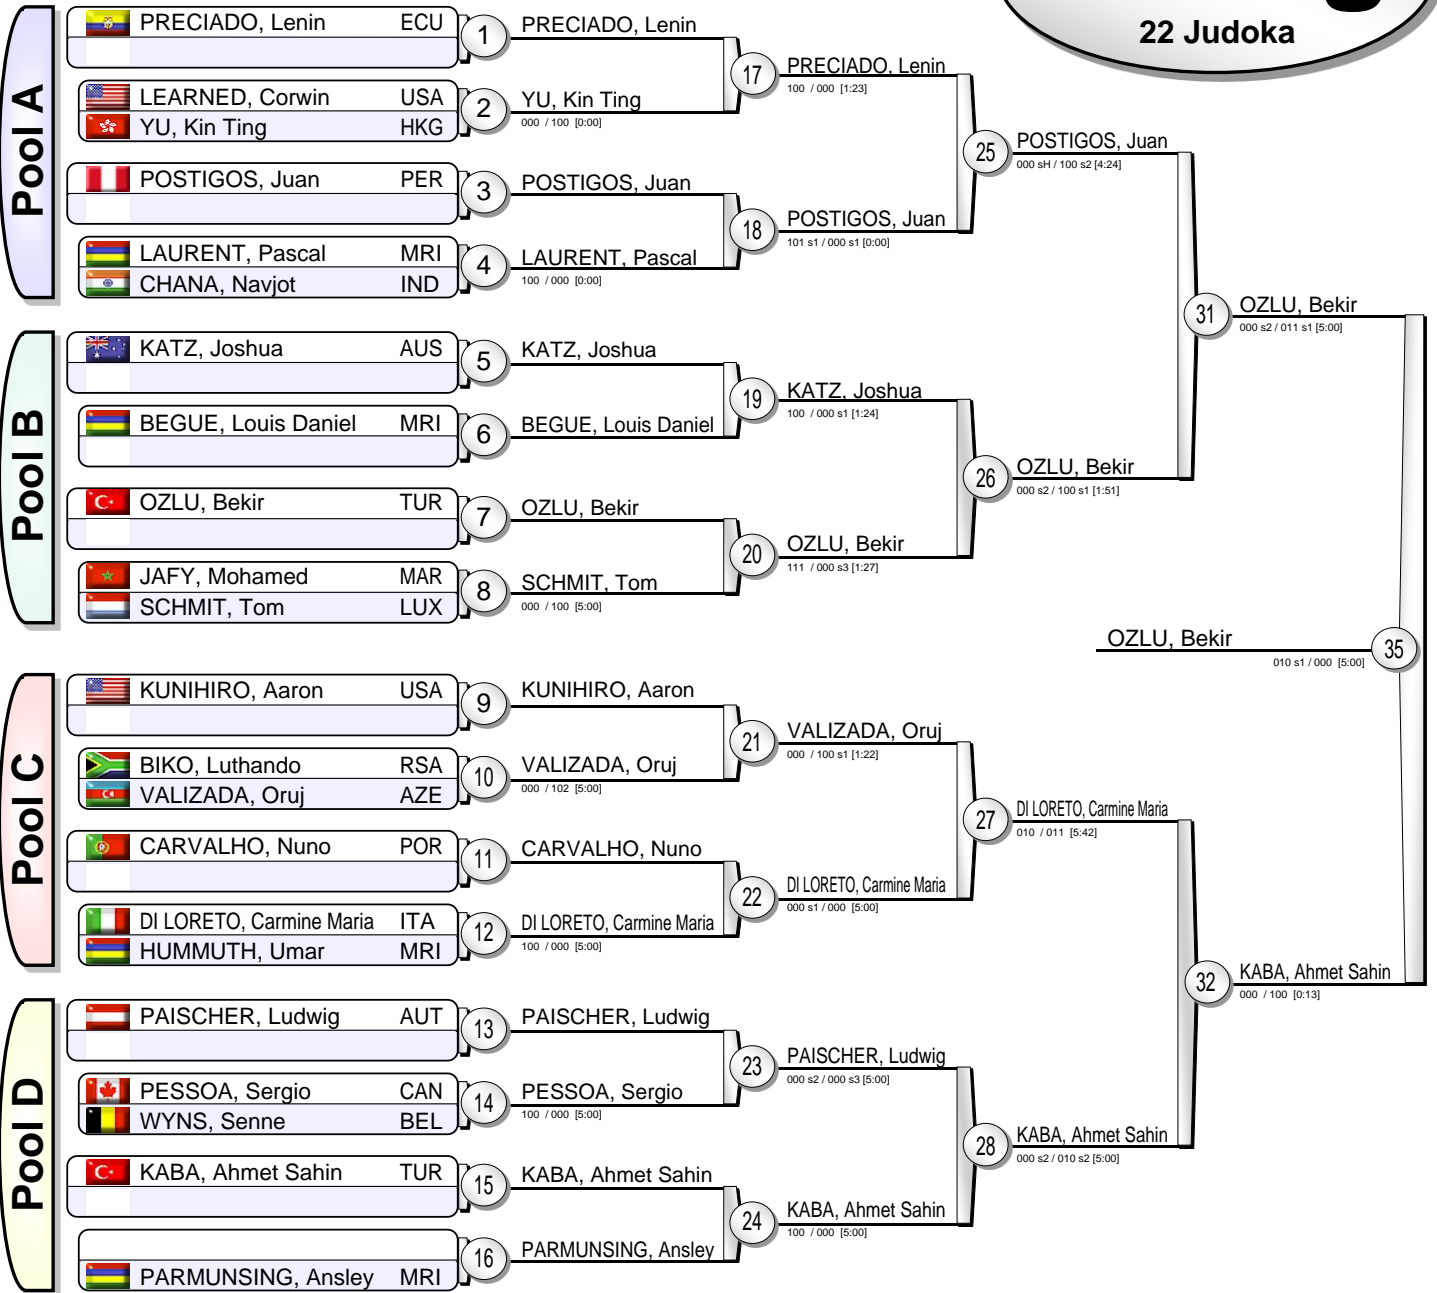 22 Judoka
Pool A
PRECIADO, Lenin ECU
1
LEARNED, Corwin USA
YU, Kin Ting HKG
2
POSTIGOS, Juan PER
3
LAURENT, Pascal MRI
CHANA, Navjot IND
4
PRECIADO, Lenin
YU, Kin Ting
000 / 100 [0:00]
17
POSTIGOS, Juan
LAURENT, Pascal
100 / 000 [0:00]
18
PRECIADO, Lenin
100 / 000 [1:23]
POSTIGOS, Juan
101 s1 / 000 s1 [0:00]
25
POSTIGOS, Juan
000 sH / 100 s2 [4:24]
Pool B
KATZ, Joshua AUS
5
BEGUE, Louis Daniel MRI
6
OZLU, Bekir TUR
7
JAFY, Mohamed MAR
SCHMIT, Tom LUX
8
KATZ, Joshua
BEGUE, Louis Daniel
19
OZLU, Bekir
SCHMIT, Tom
000 / 100 [5:00]
20
KATZ, Joshua
100 / 000 s1 [1:24]
OZLU, Bekir
111 / 000 s3 [1:27]
26
OZLU, Bekir
000 s2 / 100 s1 [1:51]
31
OZLU, Bekir
000 s2 / 011 s1 [5:00]
OZLU, Bekir
010 s1 / 000 [5:00]
35
Pool C
KUNIHIRO, Aaron USA
9
BIKO, Luthando RSA
VALIZADA, Oruj AZE
10
CARVALHO, Nuno POR
11
DI LORETO, Carmine Maria ITA
HUMMUTH, Umar MRI
12
KUNIHIRO, Aaron
VALIZADA, Oruj
000 / 102 [5:00]
21
CARVALHO, Nuno
DI LORETO, Carmine Maria
100 / 000 [5:00]
22
VALIZADA, Oruj
000 / 100 s1 [1:22]
DI LORETO, Carmine Maria
000 s1 / 000 [5:00]
27
DI LORETO, Carmine Maria
010 / 011 [5:42]
Pool D
PAISCHER, Ludwig AUT
13
PESSOA, Sergio CAN
WYNS, Senne BEL
14
KABA, Ahmet Sahin TUR
15
PARMUNSING, Ansley MRI
16
PAISCHER, Ludwig
PESSOA, Sergio
100 / 000 [5:00]
23
KABA, Ahmet Sahin
PARMUNSING, Ansley
24
PAISCHER, Ludwig
000 s2 / 000 s3 [5:00]
KABA, Ahmet Sahin
100 / 000 [5:00]
28
KABA, Ahmet Sahin
000 s2 / 010 s2 [5:00]
32
KABA, Ahmet Sahin
000 / 100 [0:13]